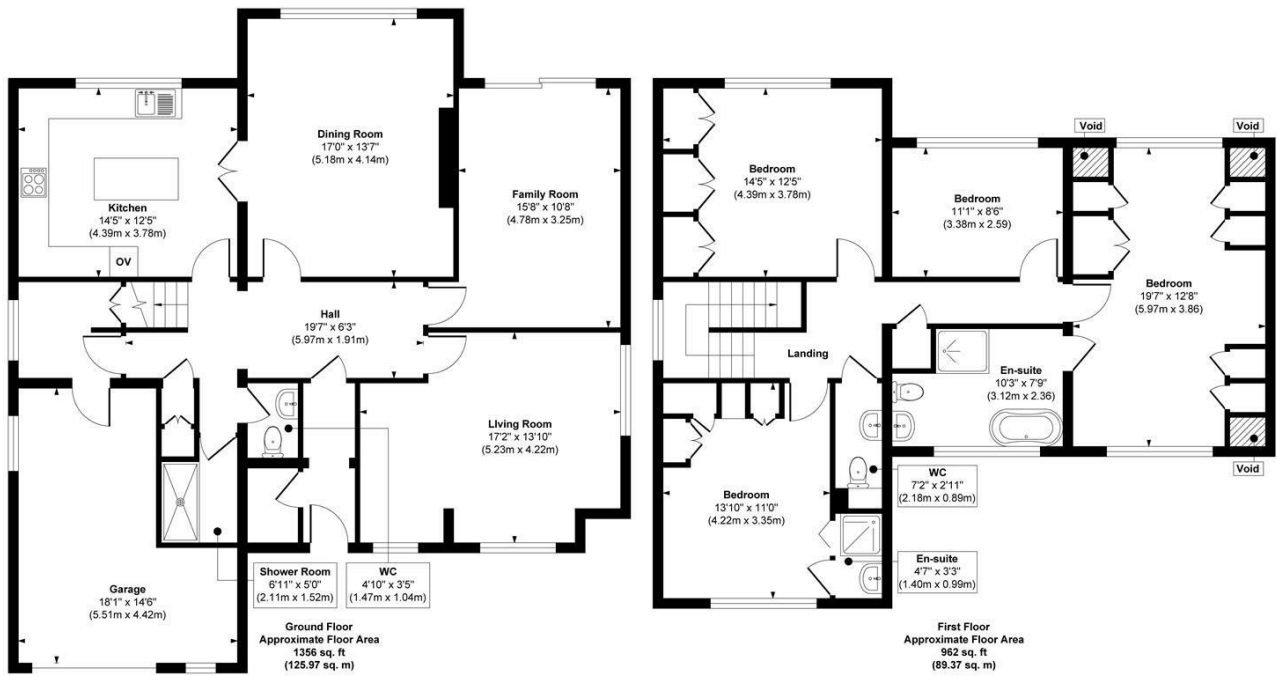 Dining Room
17'0" x 13'7"
(5.18m x 4.14m)
Kitchen
14'5" x 12'5"
(4.39m x 3.78m)
OV
Family Room
15'8" x 10'8"
(4.78m x 3.25m)
Hall
19'7" x 6'3"
(5.97m x 1.91m)
LIving Room
17'2" x 13'10"
(5.23m x 4.22m)
Garage
18'1" x 14'6"
(5.51m x 4.42m)
Shower Room
6'11" x 5'0"
(2.11m x 1.52m)
WC
4'10" x 3'5"
(1.47m x 1.04m)
Ground Floor
Approximate Floor Area
1356 sq. ft
(125.97 sq. m)
Bedroom
14'5" x 12'5"
(4.39m x 3.78m)
Bedroom
11'1" x 8'6"
(3.38m x 2.59)
Void
Void
Bedroom
19'7" x 12'8"
(5.97m x 3.86)
Landing
En-suite
10'3" x 7'9"
(3.12m x 2.36)
Void
WC
7'2" x 2'11"
(2.18m x 0.89m)
Bedroom
13'10" x 11'0"
(4.22m x 3.35m)
En-suite
4'7" x 3'3"
(1.40m x 0.99m)
First Floor
Approximate Floor Area
962 sq. ft
(89.37 sq. m)